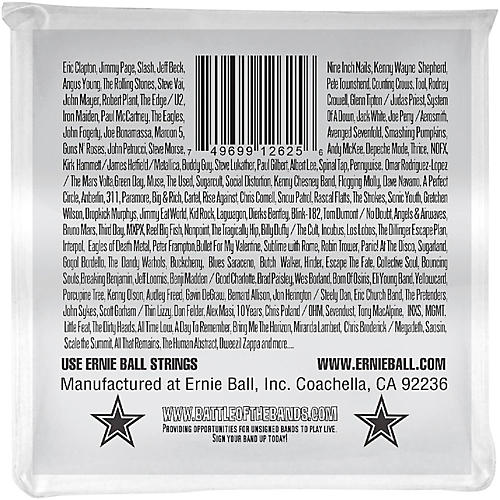 Eric Clapton, Jimmy Page, Slash, Jeff Beck,
Angus Young, The Rolling Stones, Steve Vai,
John Mayer, Robert Plant, The Edge / U2,
Iron Maiden, Paul McCartney, The Eagles,
John Fogerty, Joe Bonamassa, Maroon 5,
Guns N' Roses, John Petrucci, Steve Morse,
7 49699 12625 6
Nine Inch Nails, Kenny Wayne Shepherd,
Pete Townshend, Counting Crows, Tool, Rodney
Crowell, Glenn Tipton / Judas Priest, System
Of A Down, Jack White, Joe Perry / Aerosmith,
Avenged Sevenfold, Smashing Pumpkins,
Andy McKee, Depeche Mode, Thrice, NOFX,
Kirk Hammett / James Hetfield / Metallica, Buddy Guy, Steve Lukather, Paul Gilbert, Albert Lee, Spinal Tap, Pennywise, Omar Rodriguez-Lopez
/ The Mars Volta, Green Day, Muse, The Used, Sugarcult, Social Distortion, Kenny Chesney Band, Flogging Molly, Dave Navarro, A Perfect
Circle, Anberlin, 311, Paramore, Big & Rich, Cartel, Rise Against, Chris Cornell, Snow Patrol, Rascal Flatts, The Strokes, Sonic Youth, Gretchen
Wilson, Dropkick Murphys, Jimmy Eat World, Kid Rock, Lagwagon, Dierks Bentley, Blink-182, Tom Dumont / No Doubt, Angels & Airwaves,
Bruno Mars, Third Day, MXPX, Reel Big Fish, Nonpoint, The Tragically Hip, Billy Duffy / The Cult, Incubus, Los Lobos, The Dillinger Escape Plan,
Interpol, Eagles of Death Metal, Peter Frampton, Bullet For My Valentine, Sublime with Rome, Robin Trower, Panic! At The Disco, Sugarland,
Gogol Bordello, The Dandy Warhols, Buckcherry, Blues Saraceno, Butch Walker, Hinder, Escape The Fate, Collective Soul, Bouncing
Souls, Breaking Benjamin, Jeff Loomis, Benji Madden / Good Charlotte, Brad Paisley, Wes Borland, Born Of Osiris, Eli Young Band, Yellowcard,
Porcupine Tree, Kenny Olson, Audley Freed, Gavin DeGraw, Bernard Allison, Jon Herington / Steely Dan, Eric Church Band, The Pretenders,
John Sykes, Scott Gorham / Thin Lizzy, Don Felder, Alex Masi, 10 Years, Chris Poland / OHM, Sevendust, Tony MacAlpine, INXS, MGMT,
Little Feat, The Dirty Heads, All Time Low, A Day To Remember, Bring Me The Horizon, Miranda Lambert, Chris Broderick / Megadeth, Saosin,
Scale the Summit, All That Remains, The Human Abstract, Dweezil Zappa and more....
USE ERNIE BALL STRINGS WWW.ERNIEBALL.COM
Manufactured at Ernie Ball, Inc. Coachella, CA 92236
WWW.BATTLEOFTHEBANDS.COM
PROVIDING OPPORTUNITIES FOR UNSIGNED BANDS TO PLAY LIVE.
SIGN YOUR BAND UP TODAY!